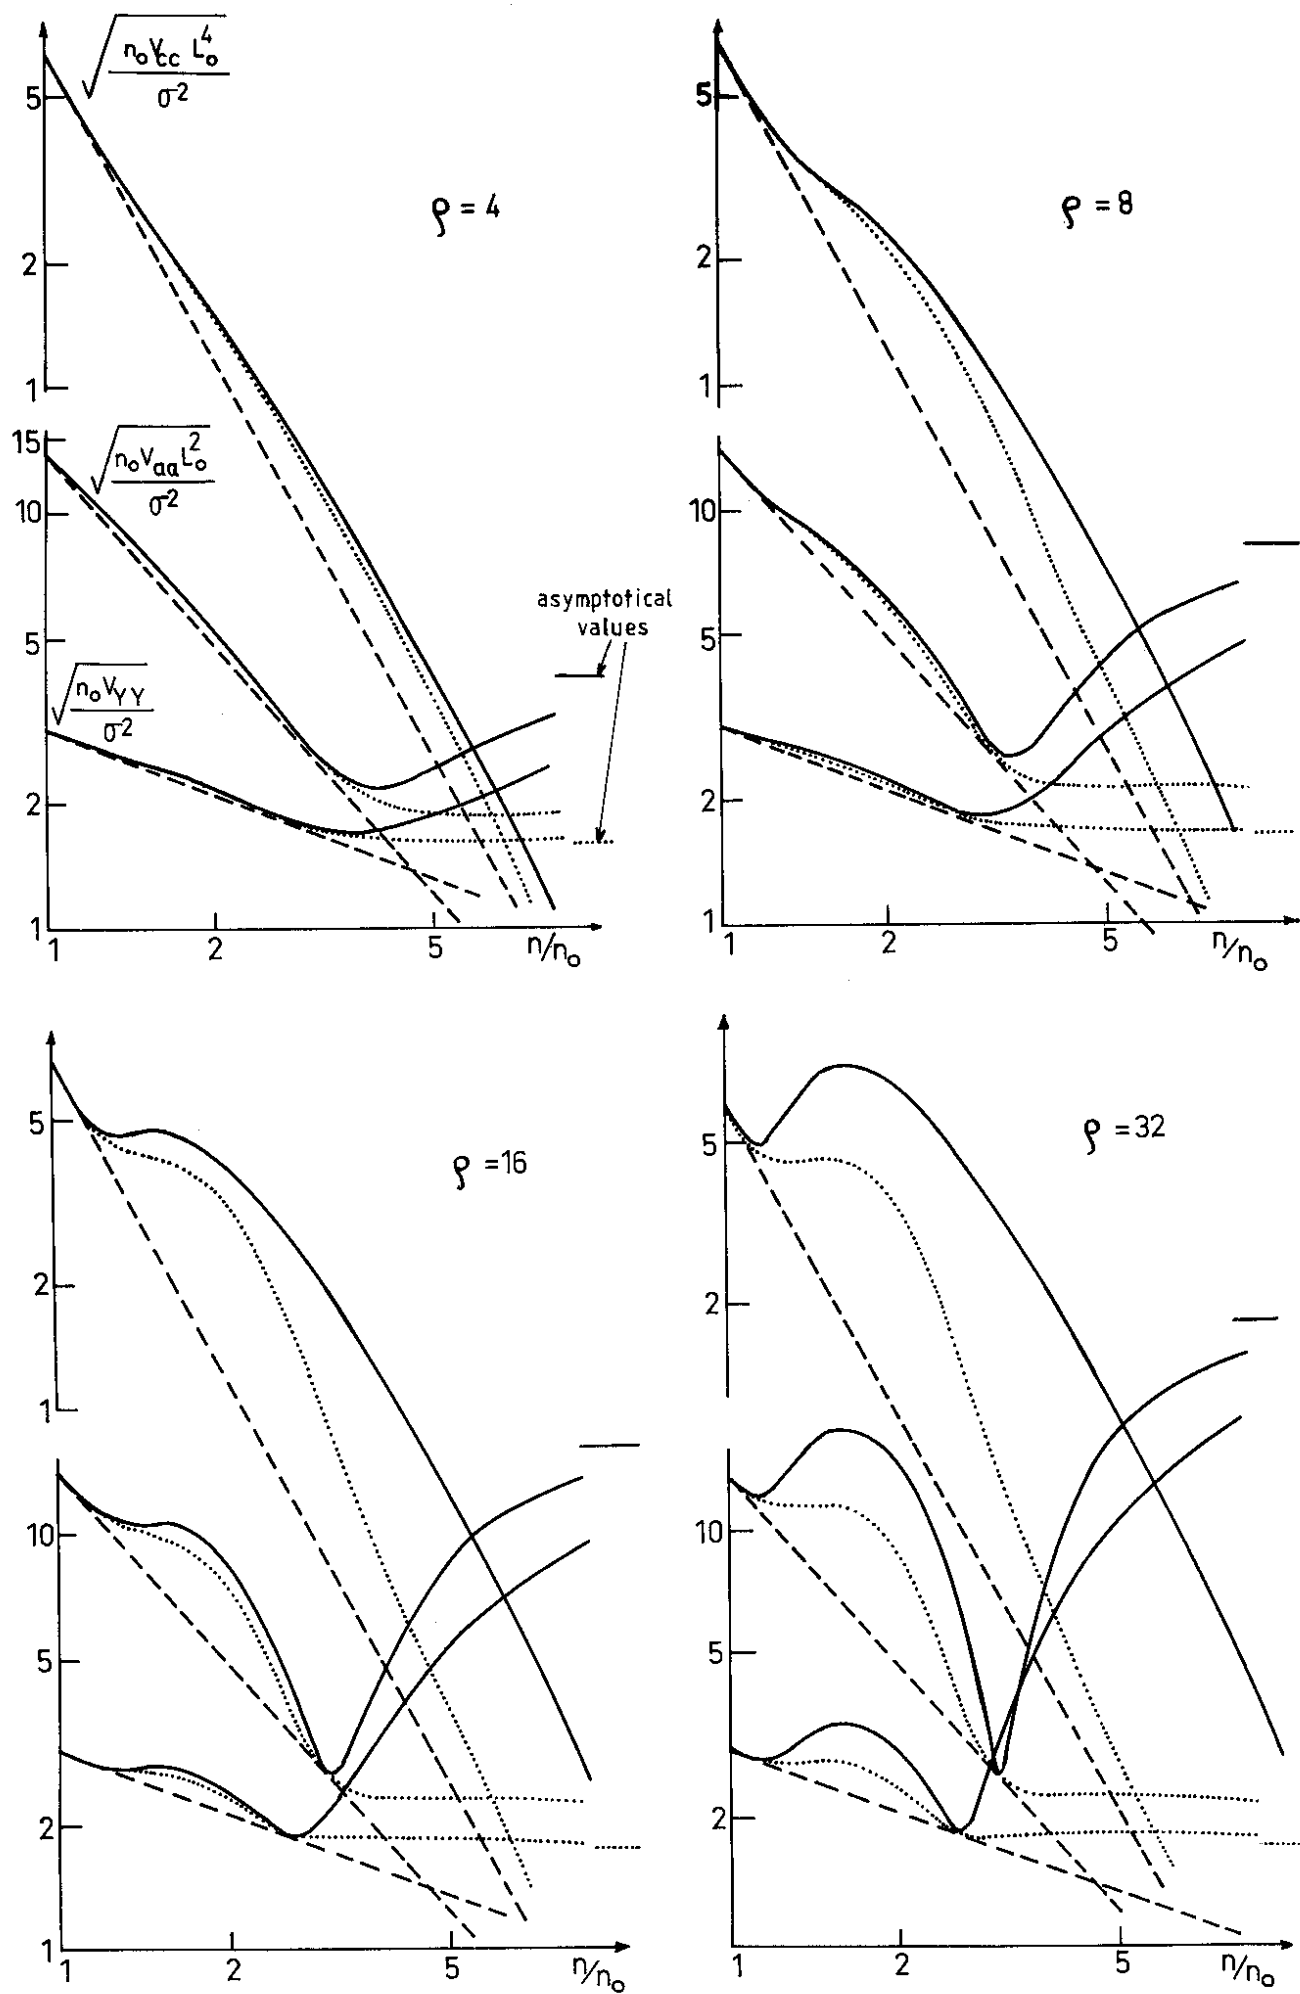 √(n₀V_cc L₀⁴ / σ²)
5
ρ = 4
2
1
15
√(n₀V_aa L₀² / σ²)
10
asymptotical
values
5
√(n₀V_YY / σ²)
2
1
1 2 5 n/n₀
5
ρ = 8
2
1
10
5
2
1
1 2 5 n/n₀
5
ρ = 16
2
1
10
5
2
1
1 2 5 n/n₀
5
ρ = 32
2
10
5
2
1 2 5 n/n₀